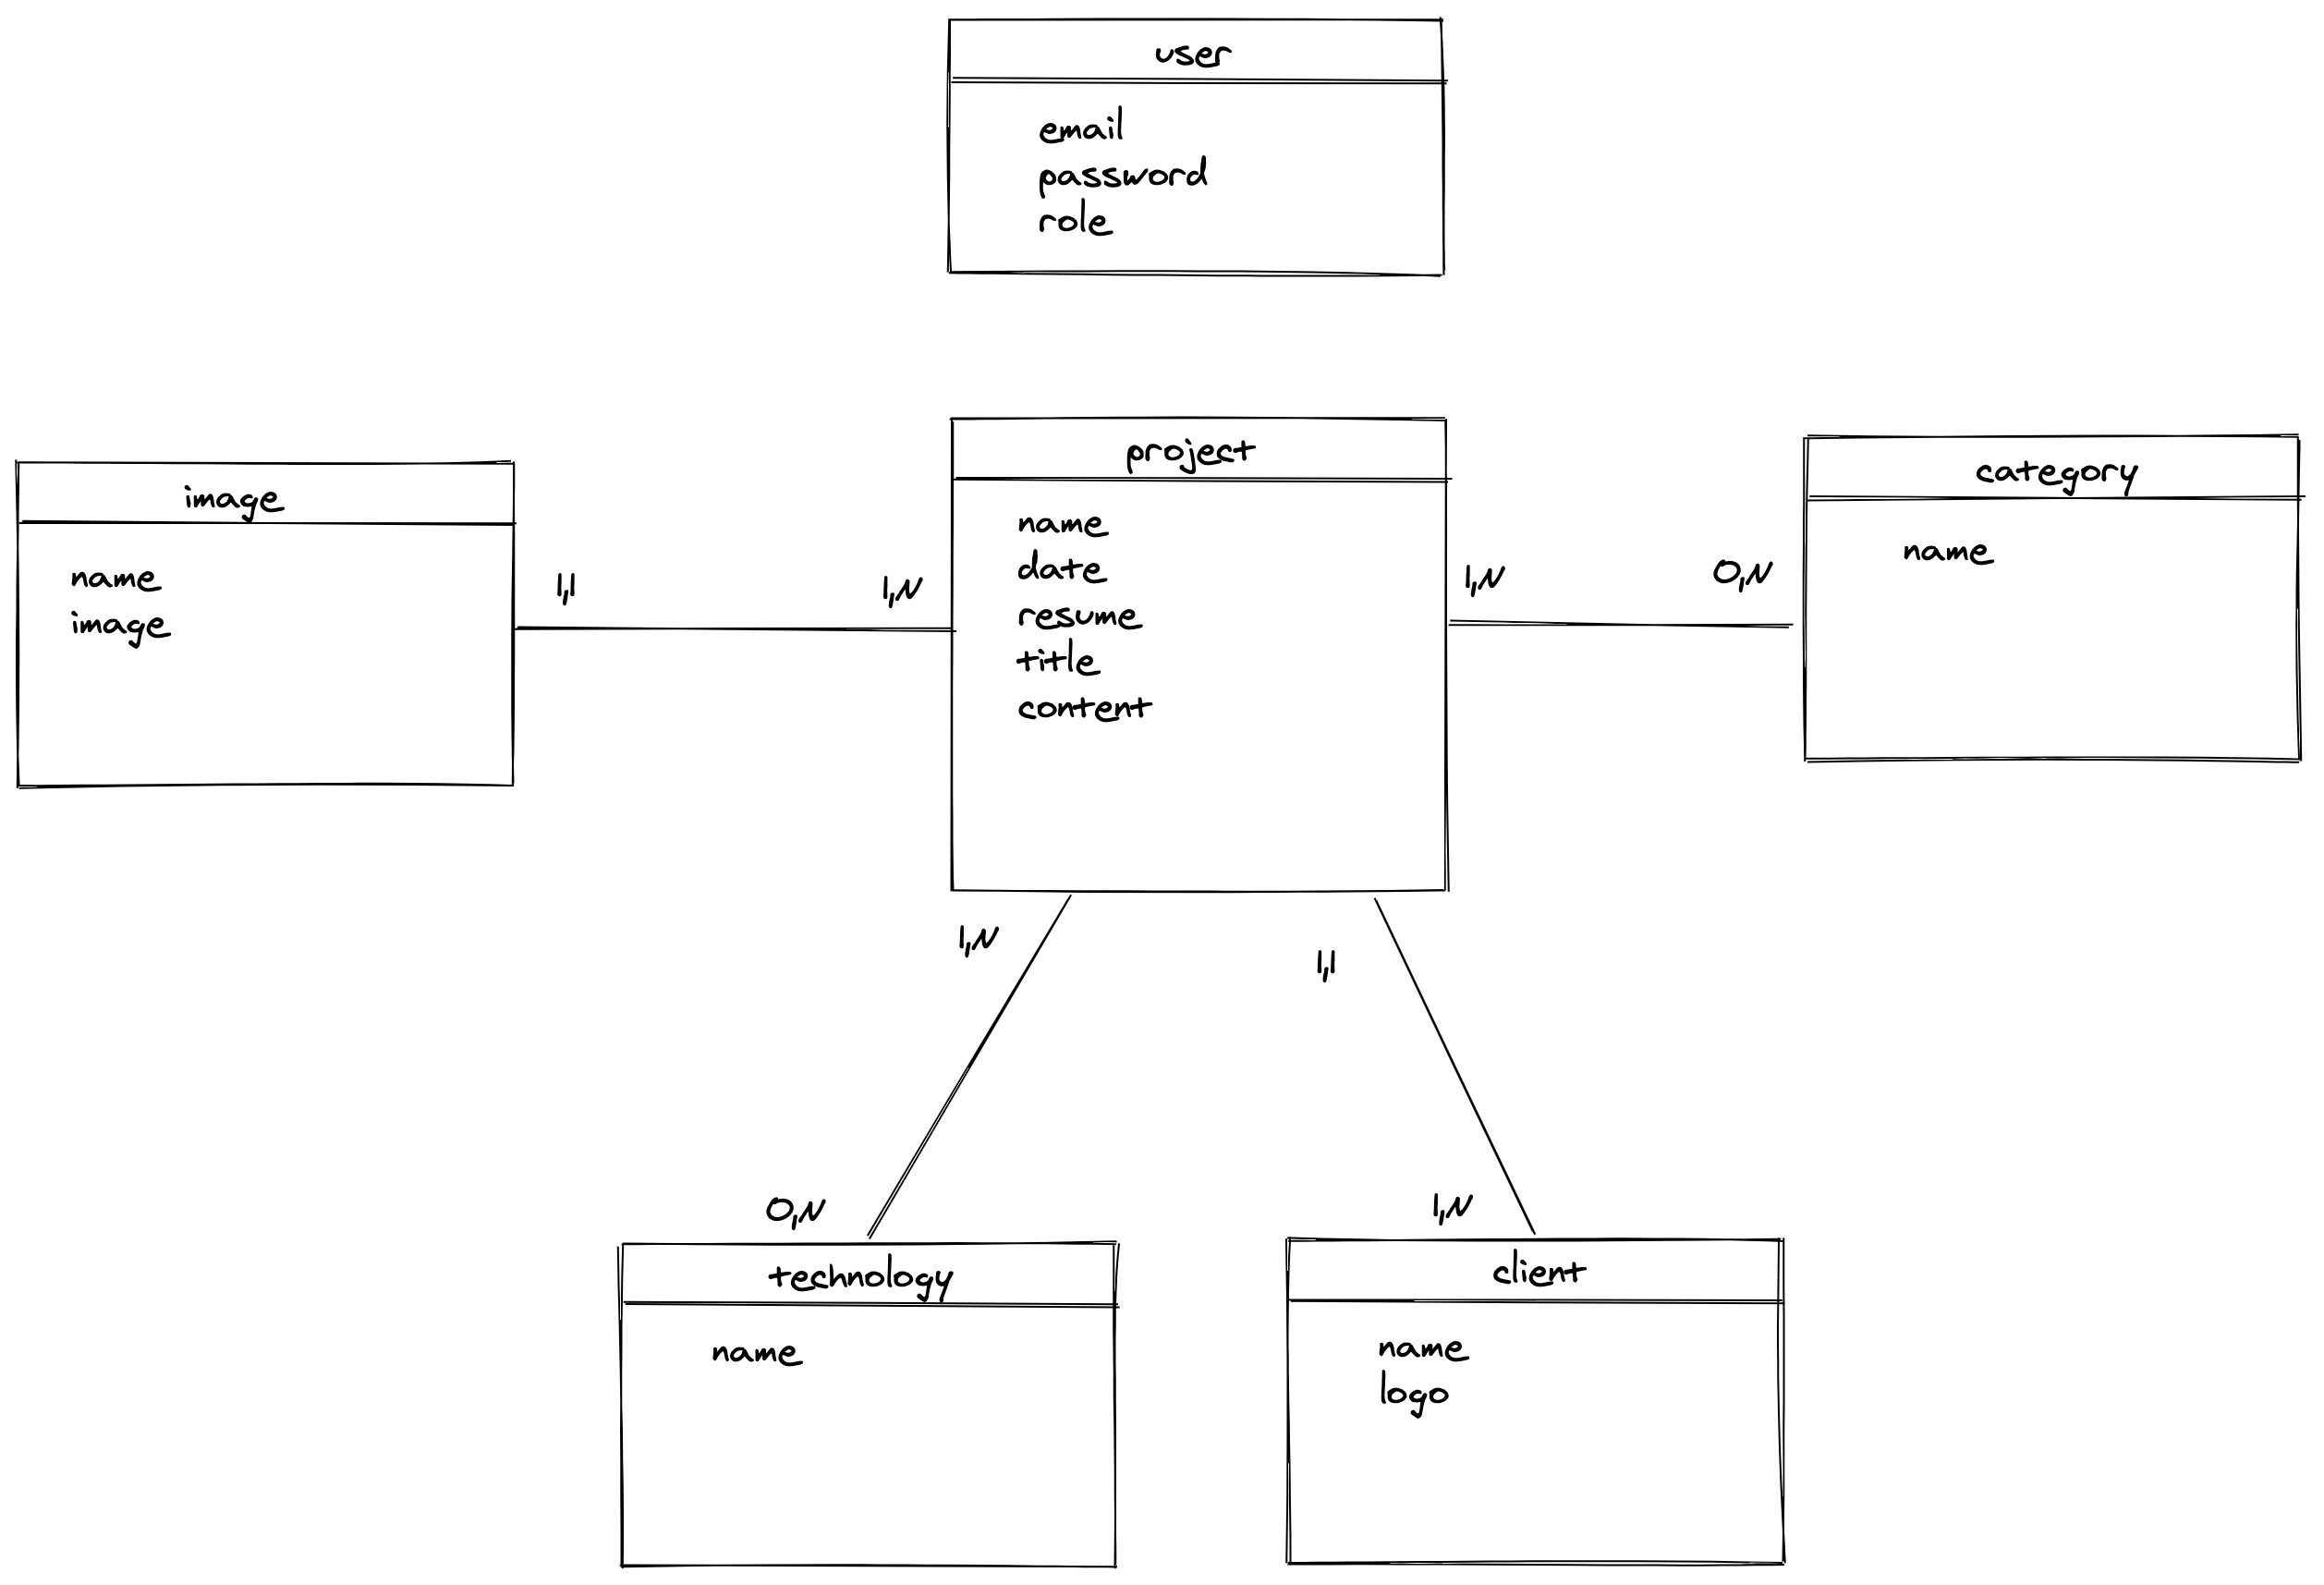 user
email
password
role
image
name
image
1,1
1,N
project
name
date
resume
title
content
1,N
0,N
category
name
1,N
1,1
0,N
1,N
technology
name
client
name
logo